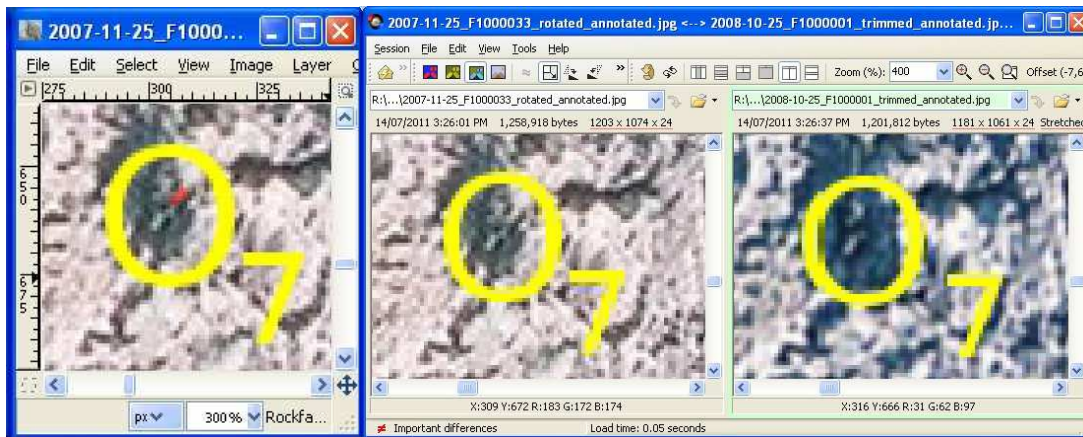 2007-11-25_F1000...
File Edit Select View Image Layer
275 300 325
650
675
7
px 300% Rockfa...
2007-11-25_F1000033_rotated_annotated.jpg <--> 2008-10-25_F1000001_trimmed_annotated.jp...
Session File Edit View Tools Help
Zoom (%): 400 Offset (-7,6
R:\...\2007-11-25_F1000033_rotated_annotated.jpg
14/07/2011 3:26:01 PM 1,258,918 bytes 1203 x 1074 x 24
7
X:309 Y:672 R:183 G:172 B:174
R:\...\2008-10-25_F1000001_trimmed_annotated.jpg
14/07/2011 3:26:37 PM 1,201,812 bytes 1181 x 1061 x 24 Stretched
7
X:316 Y:666 R:31 G:62 B:97
Important differences Load time: 0.05 seconds